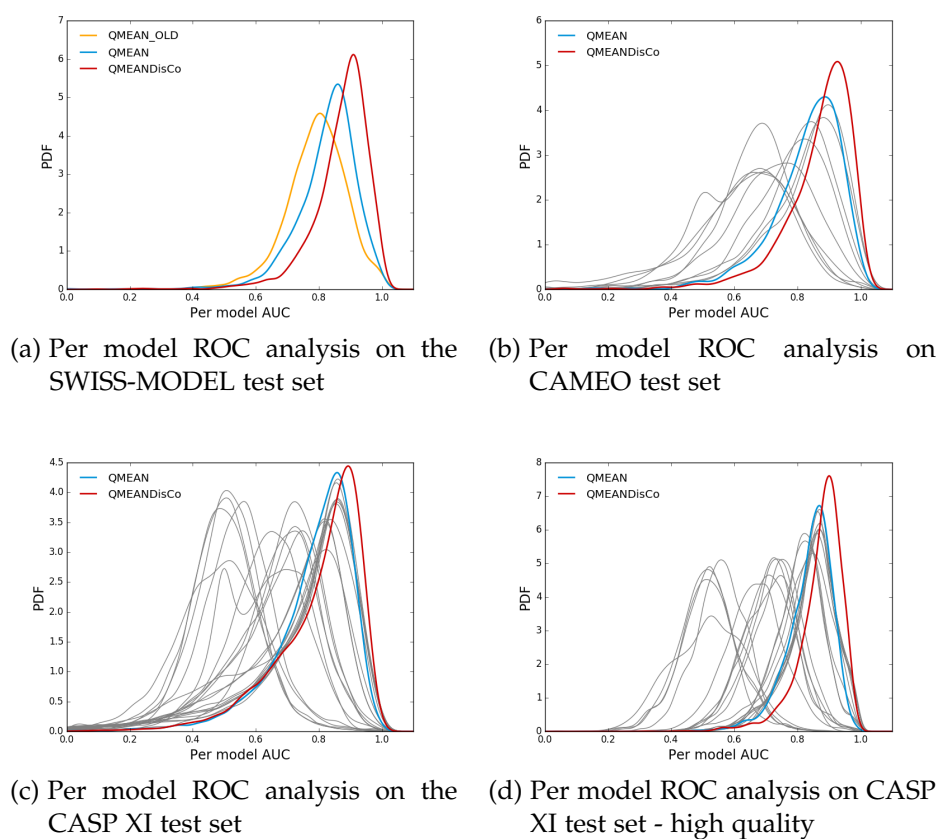 7
6
5
4
3
2
1
0
PDF
QMEAN_OLD
QMEAN
QMEANDisCo
0.0 0.2 0.4 0.6 0.8 1.0
Per model AUC
(a) Per model ROC analysis on the
SWISS-MODEL test set
6
5
4
3
2
1
0
PDF
QMEAN
QMEANDisCo
0.0 0.2 0.4 0.6 0.8 1.0
Per model AUC
(b) Per model ROC analysis on
CAMEO test set
4.5
4.0
3.5
3.0
2.5
2.0
1.5
1.0
0.5
0.0
PDF
QMEAN
QMEANDisCo
0.0 0.2 0.4 0.6 0.8 1.0
Per model AUC
(c) Per model ROC analysis on the
CASP XI test set
8
7
6
5
4
3
2
1
0
PDF
QMEAN
QMEANDisCo
0.0 0.2 0.4 0.6 0.8 1.0
Per model AUC
(d) Per model ROC analysis on CASP
XI test set - high quality